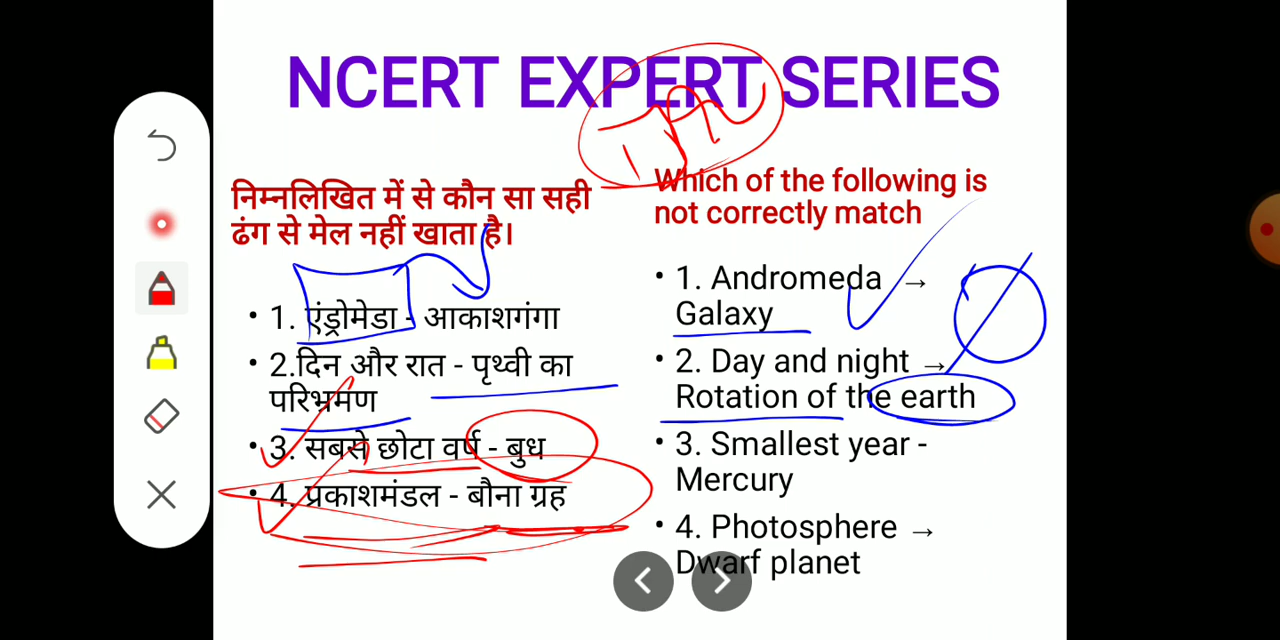 NCERT EXPERT SERIES
निम्नलिखित में से कौन सा सही
ढंग से मेल नहीं खाता है।
• 1. एंड्रोमेडा - आकाशगंगा
• 2.दिन और रात - पृथ्वी का
परिभ्रमण
• 3. सबसे छोटा वर्ष - बुध
• 4. प्रकाशमंडल - बौना ग्रह
Which of the following is
not correctly match
• 1. Andromeda →
Galaxy
• 2. Day and night →
Rotation of the earth
• 3. Smallest year -
Mercury
• 4. Photosphere →
Dwarf planet